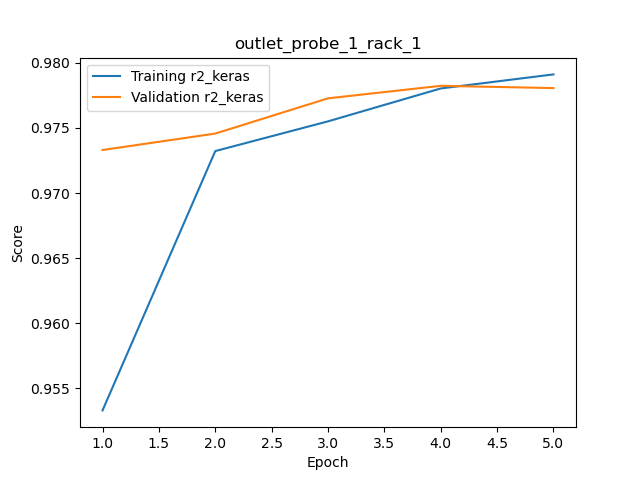 outlet_probe_1_rack_1
Training r2_keras
Validation r2_keras
Score
0.980
0.975
0.970
0.965
0.960
0.955
1.0 1.5 2.0 2.5 3.0 3.5 4.0 4.5 5.0
Epoch